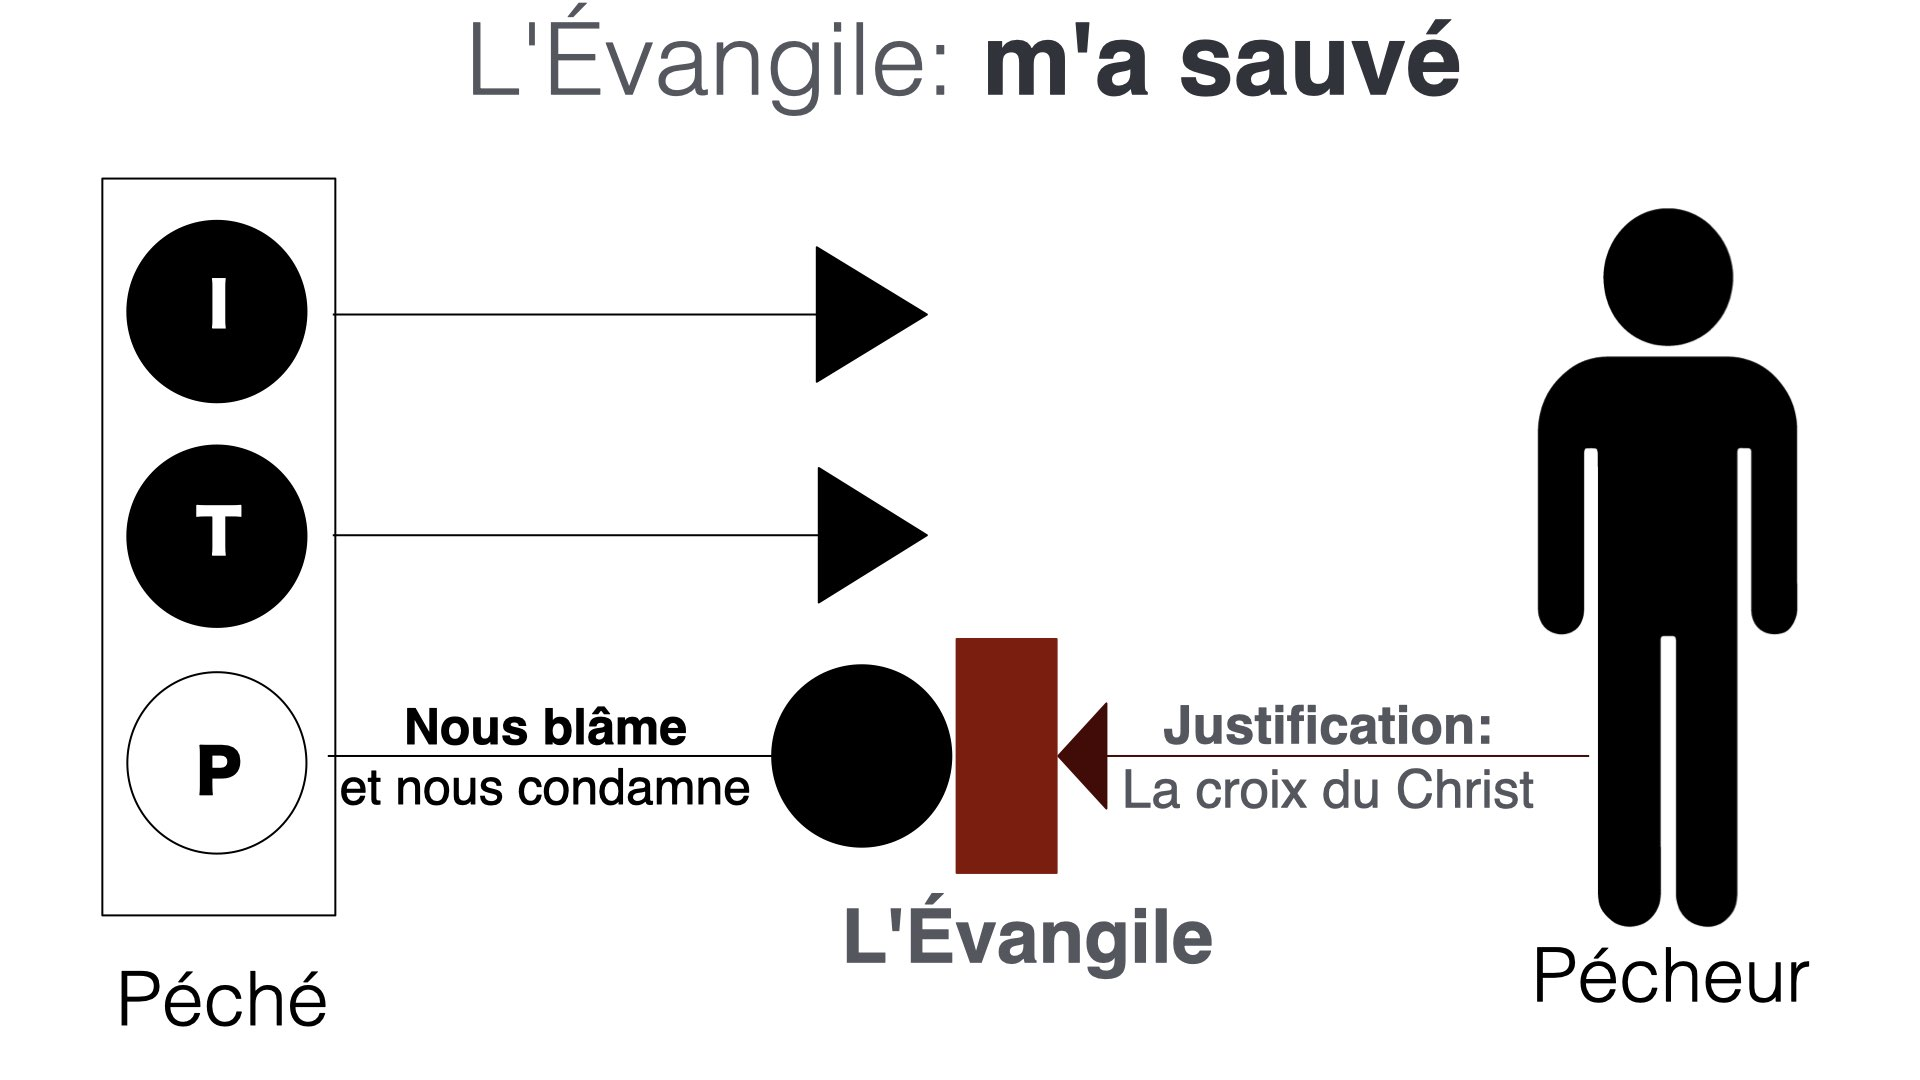 L'Évangile: m'a sauvé
I
T
P
Nous blâme
et nous condamne
Justification:
La croix du Christ
L'Évangile
Péché
Pécheur